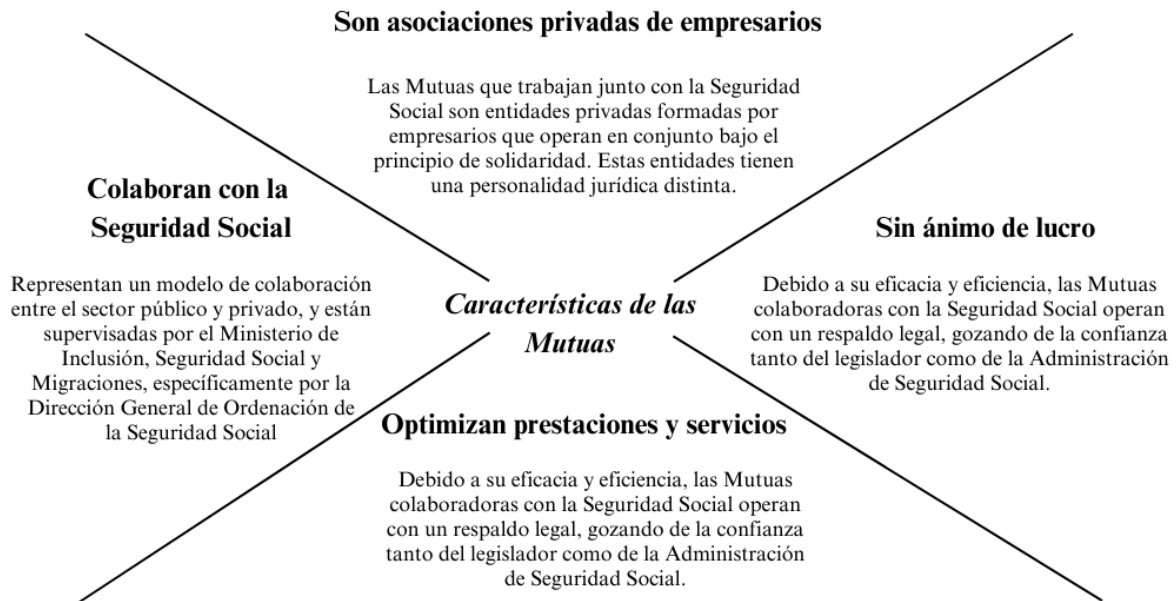 Son asociaciones privadas de empresarios
Las Mutuas que trabajan junto con la Seguridad
Social son entidades privadas formadas por
empresarios que operan en conjunto bajo el
principio de solidaridad. Estas entidades tienen
una personalidad jurídica distinta.
Colaboran con la
Seguridad Social
Representan un modelo de colaboración
entre el sector público y privado, y están
supervisadas por el Ministerio de
Inclusión, Seguridad Social y
Migraciones, específicamente por la
Dirección General de Ordenación de
la Seguridad Social
Características de las
Mutuas
Sin ánimo de lucro
Debido a su eficacia y eficiencia, las Mutuas
colaboradoras con la Seguridad Social operan
con un respaldo legal, gozando de la confianza
tanto del legislador como de la Administración
de Seguridad Social.
Optimizan prestaciones y servicios
Debido a su eficacia y eficiencia, las Mutuas
colaboradoras con la Seguridad Social operan
con un respaldo legal, gozando de la confianza
tanto del legislador como de la Administración
de Seguridad Social.